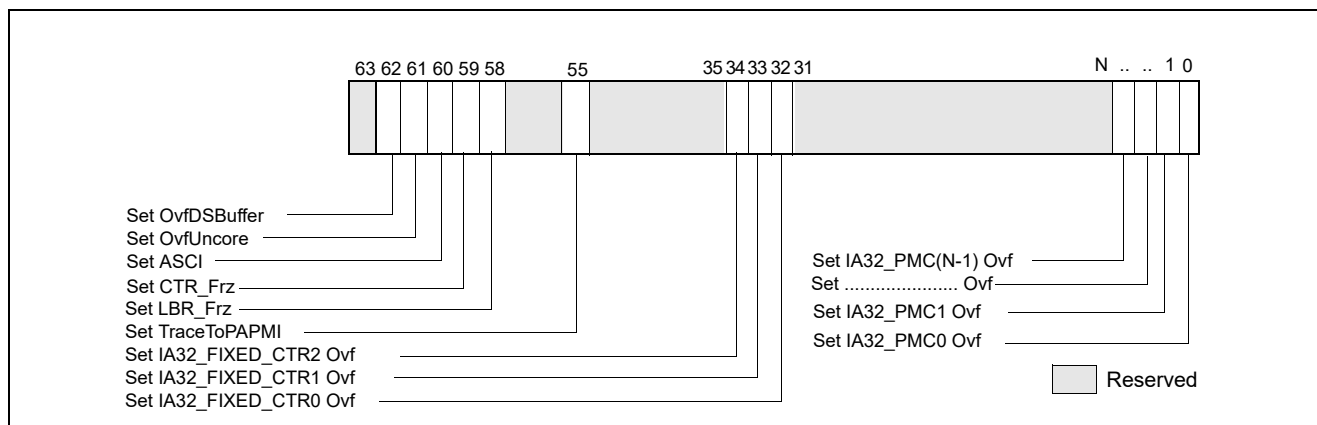 63 62 61 60 59 58 55 35 34 33 32 31 N .. .. 1 0
Set OvfDSBuffer
Set OvfUncore
Set ASCI
Set CTR_Frz
Set LBR_Frz
Set TraceToPAPMI
Set IA32_FIXED_CTR2 Ovf
Set IA32_FIXED_CTR1 Ovf
Set IA32_FIXED_CTR0 Ovf
Set IA32_PMC(N-1) Ovf
Set ...................... Ovf
Set IA32_PMC1 Ovf
Set IA32_PMC0 Ovf
Reserved